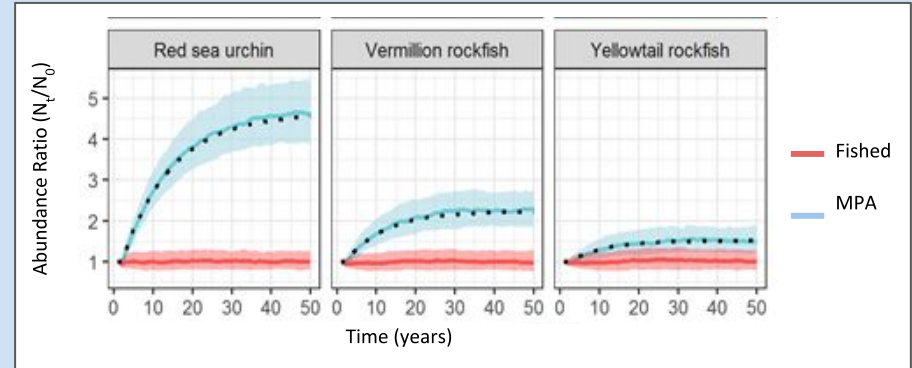 Red sea urchin
Vermillion rockfish
Yellowtail rockfish
Abundance Ratio (Nt/N0)
5
4
3
2
1
0 10 20 30 40 50
0 10 20 30 40 50
0 10 20 30 40 50
Time (years)
Fished
MPA